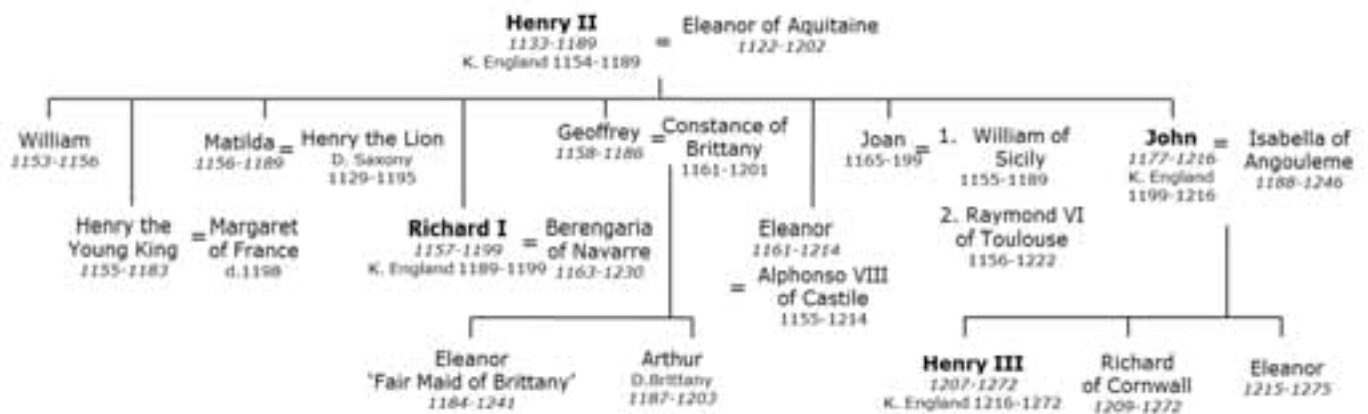 Henry II
1133-1189
K. England 1154-1189
=
Eleanor of Aquitaine
1122-1202
William
1153-1156
Matilda
1156-1189
=
Henry the Lion
D. Saxony
1129-1195
Geoffrey
1158-1186
=
Constance of
Brittany
1161-1201
Joan
1165-199
=
1. William of
Sicily
1155-1189
2. Raymond VI
of Toulouse
1156-1222
John
1177-1216
K. England
1199-1216
=
Isabella of
Angouleme
1188-1246
Henry the
Young King
1155-1183
=
Margaret
of France
d.1198
Richard I
1157-1199
K. England 1189-1199
=
Berengaria
of Navarre
1163-1230
Eleanor
1161-1214
=
Alphonso VIII
of Castile
1155-1214
Eleanor
'Fair Maid of Brittany'
1184-1241
Arthur
D.Brittany
1187-1203
Henry III
1207-1272
K. England 1216-1272
Richard
of Cornwall
1209-1272
Eleanor
1215-1275